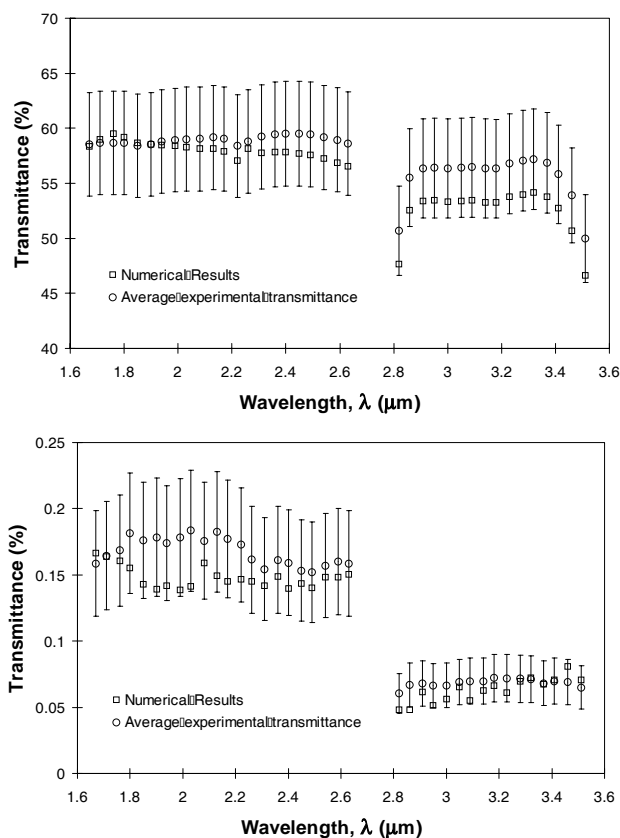 70
65
60
55
50
45
40
Transmittance (%)
Numerical Results
Average experimental transmittance
1.6 1.8 2 2.2 2.4 2.6 2.8 3.0 3.2 3.4 3.6
Wavelength, λ (μm)
0.25
0.2
0.15
0.1
0.05
0
Transmittance (%)
Numerical Results
Average experimental transmittance
1.6 1.8 2 2.2 2.4 2.6 2.8 3.0 3.2 3.4 3.6
Wavelength, λ (μm)